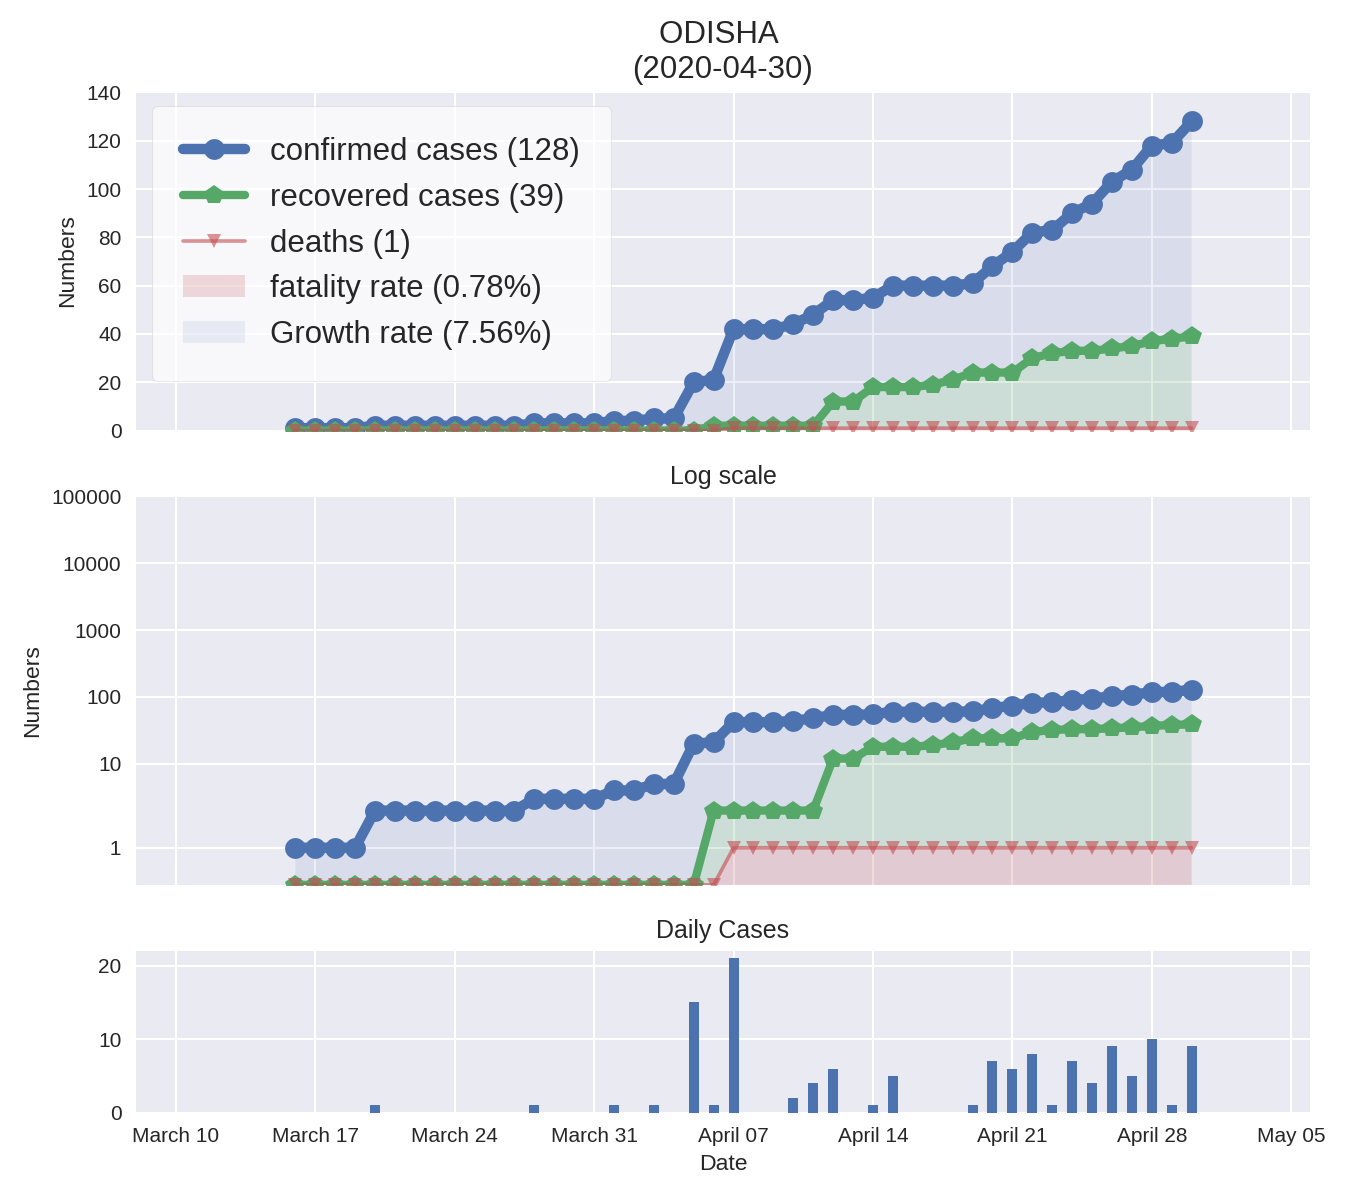 ODISHA
(2020-04-30)
140
120
100
80
60
40
20
0
Numbers
confirmed cases (128)
recovered cases (39)
deaths (1)
fatality rate (0.78%)
Growth rate (7.56%)
Log scale
100000
10000
1000
100
10
1
Numbers
Daily Cases
20
10
0
March 10 March 17 March 24 March 31 April 07 April 14 April 21 April 28 May 05
Date